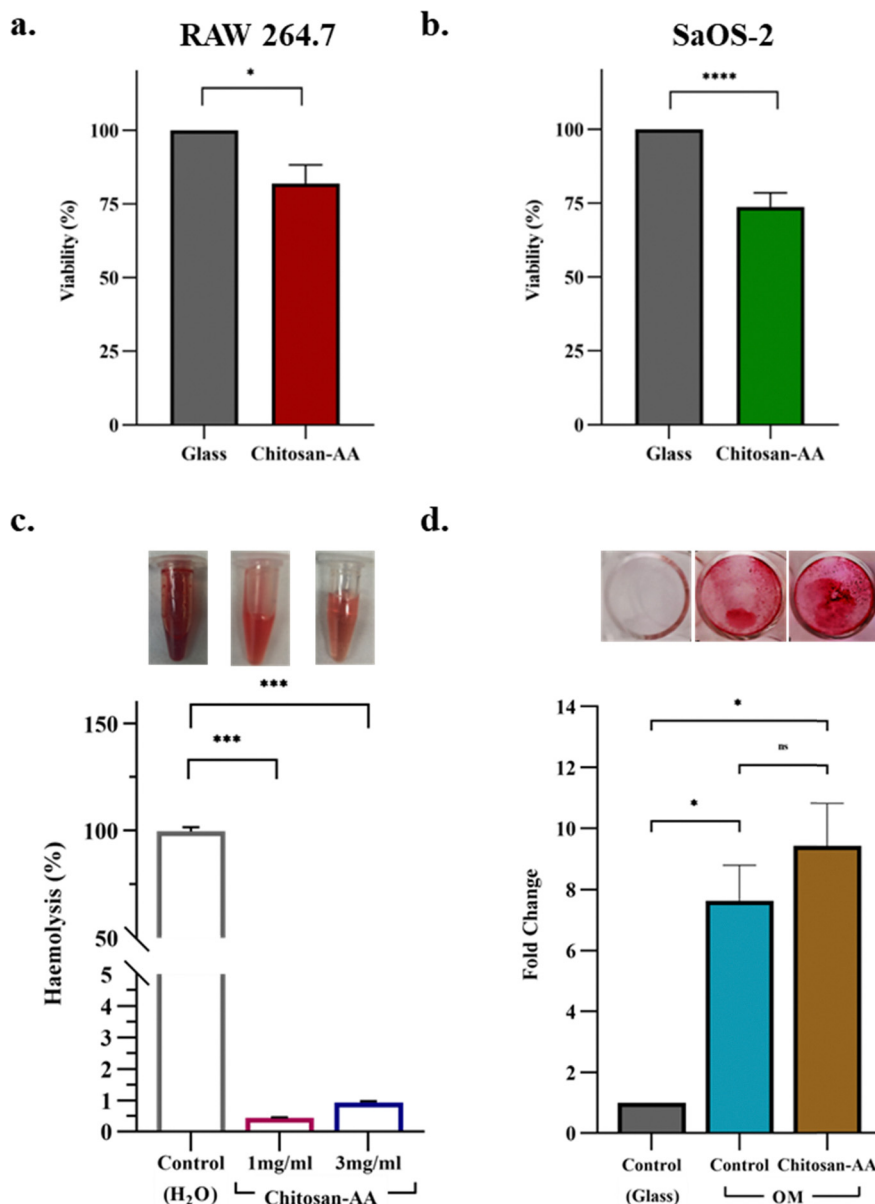 a.
RAW 264.7
*
Viability (%)
100
75
50
25
0
Glass Chitosan-AA
b.
SaOS-2
****
Viability (%)
100
75
50
25
0
Glass Chitosan-AA
c.
***
***
Haemolysis (%)
150
100
50
5
4
3
2
1
0
Control 1mg/ml 3mg/ml
(H₂O) Chitosan-AA
d.
*
ns
*
Fold Change
14
12
10
8
6
4
2
0
Control Control Chitosan-AA
(Glass) OM